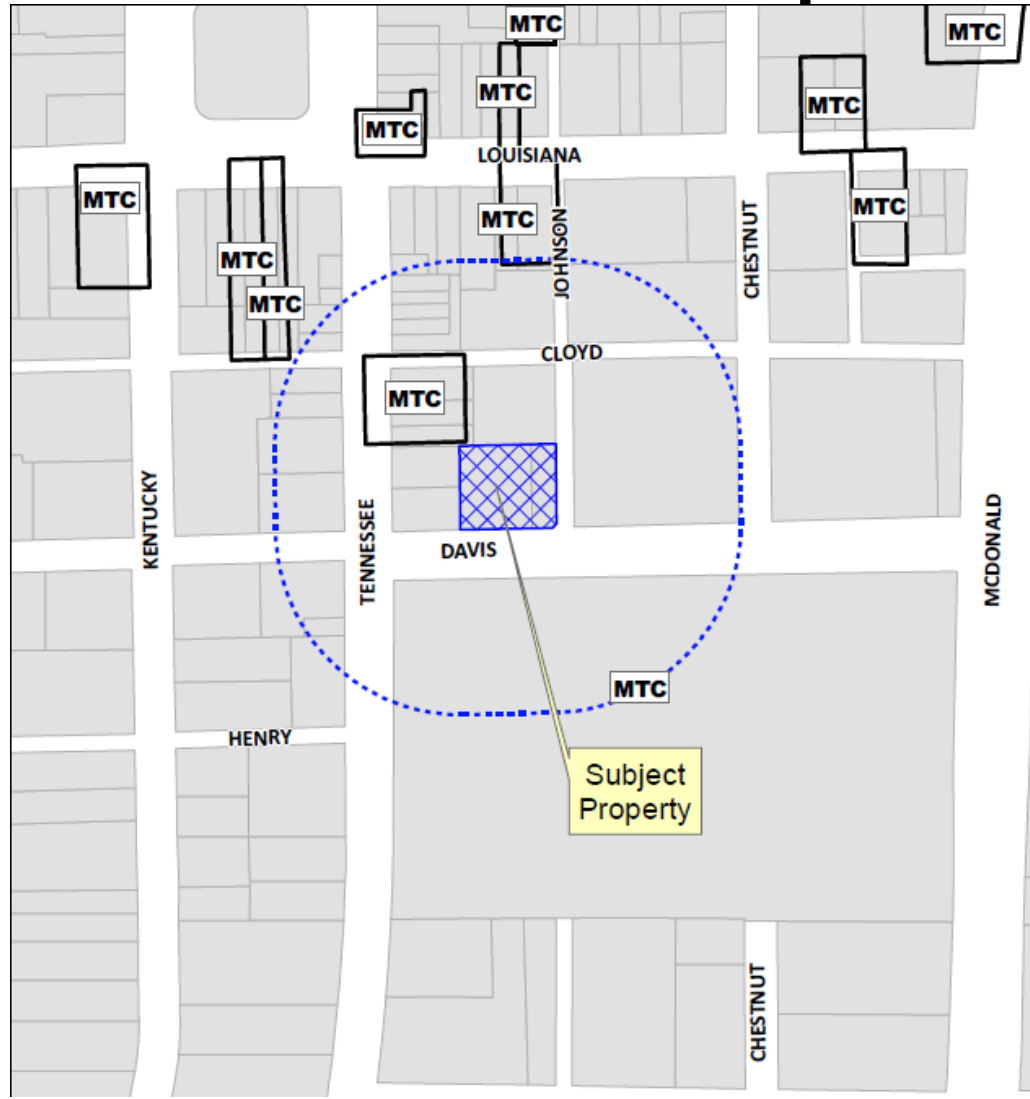 MTC
MTC
MTC
MTC
MTC
LOUISIANA
MTC
MTC
MTC
JOHNSON
CHESTNUT
MTC
MTC
CLOYD
MTC
KENTUCKY
TENNESSEE
DAVIS
MCDONALD
MTC
HENRY
Subject
Property
CHESTNUT